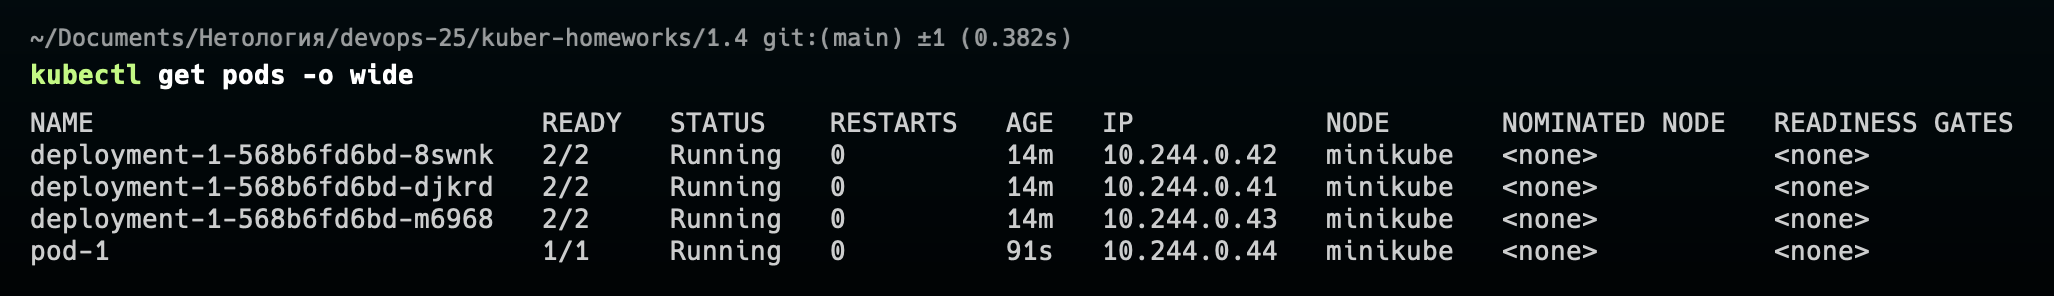 ~/Documents/Нетология/devops-25/kuber-homeworks/1.4 git:(main) ±1 (0.382s)
kubectl get pods -o wide
NAME READY STATUS RESTARTS AGE IP NODE NOMINATED NODE READINESS GATES
deployment-1-568b6fd6bd-8swnk 2/2 Running 0 14m 10.244.0.42 minikube <none> <none>
deployment-1-568b6fd6bd-djkrd 2/2 Running 0 14m 10.244.0.41 minikube <none> <none>
deployment-1-568b6fd6bd-m6968 2/2 Running 0 14m 10.244.0.43 minikube <none> <none>
pod-1 1/1 Running 0 91s 10.244.0.44 minikube <none> <none>